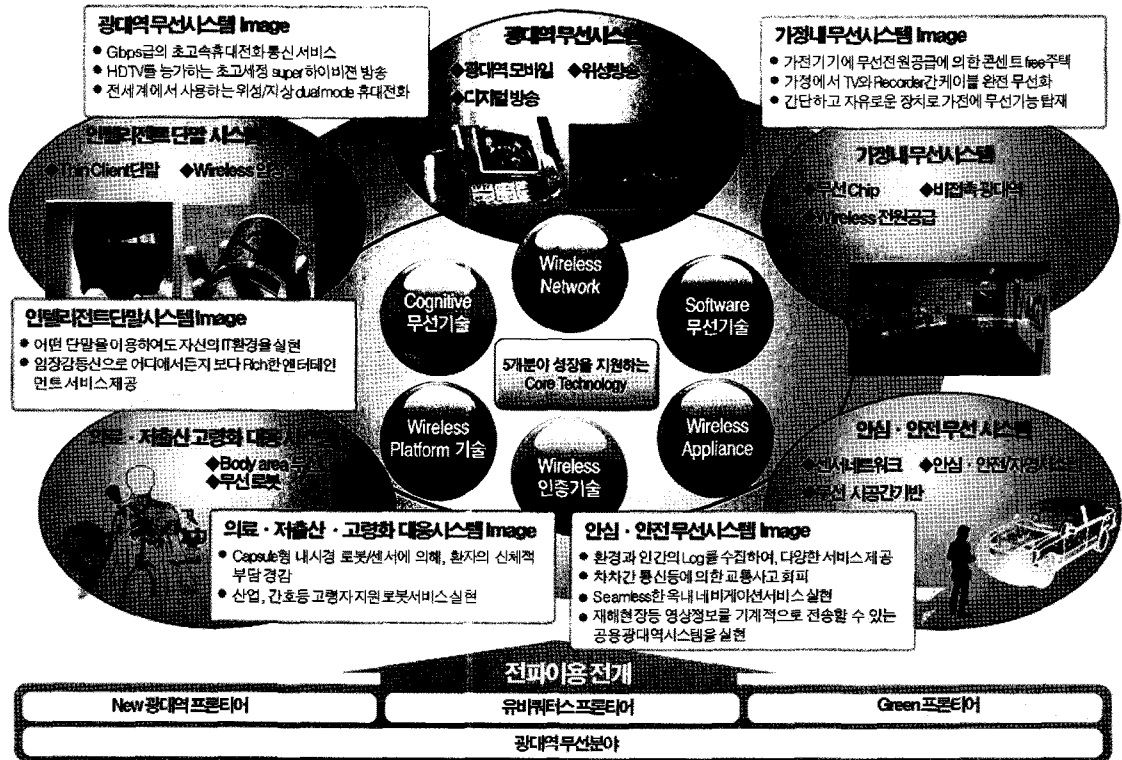 광대역 무선시스템 Image
● Gbps급의 초고속휴대전화 통신 서비스
● HDTV를 능가하는 초고세정 super하이비젼 방송
● 전세계에서 사용하는 위성/지상 dual mode 휴대전화
광대역무선시스템
◆광대역 모바일 ◆위성방송
◆디지털 방송
가정내무선시스템 Image
● 가전기기에 무선전원공급에 의한 콘센트 free주택
● 가정에서 TV와 Recorder간 케이블 완전 무선화
● 간단하고 자유로운 장치로 가전에 무선기능 탑재
인텔리전트 단말 시스템
◆Thin Client단말 ◆Wireless
가정내 무선시스템
◆무선 Chip ◆비접촉 광대역
◆Wireless 전원공급
인텔리전트단말시스템 Image
● 어떤 단말을 이용하여도 자신의 IT환경을 실현
● 임장감통신으로 어디에서든지 보다 Rich한 엔터테인
먼트 서비스 제공
Wireless
Network
Cognitive
무선기술
Software
무선기술
5개분야 성장을 지원하는
Core Technology
Wireless
Platform 기술
Wireless
Appliance
Wireless
인증기술
의료 · 저출산 고령화 대응시스템
◆Body area
◆무선로봇
안심 · 안전 무선 시스템
◆센서네트워크 ◆안심 · 안전/
◆무선 시공간기반
의료 · 저출산 · 고령화 대응시스템 Image
● Capsule형 내시경 로봇/센서에 의해, 환자의 신체적
부담 경감
● 산업, 간호등 고령자 지원 로봇서비스 실현
안심 · 안전 무선시스템 Image
● 환경과 인간의 Log를 수집하여, 다양한 서비스 제공
● 차차간 통신등에 의한 교통사고 회피
● Seamless한 옥내 네비게이션서비스 실현
● 재해현장등 영상정보를 기계적으로 전송할 수 있는
공용 광대역시스템을 실현
전파이용 전개
New 광대역 프론티어
유비쿼터스 프론티어
Green 프론티어
광대역 무선분야